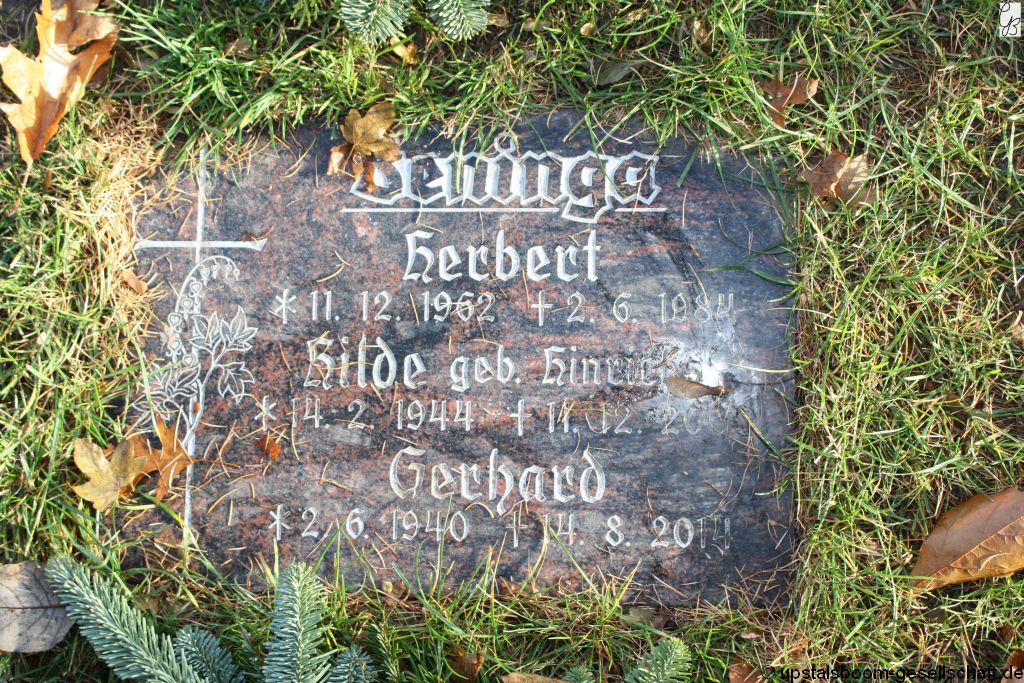 Herbert
* 11. 12. 1962 † 2. 6. 1984
Hilde geb.
* 14. 2. 1944 † 11. 12.
Gerhard
* 2. 6. 1940 † 14. 8. 2014
© upstalsboom-gesellschaft.de